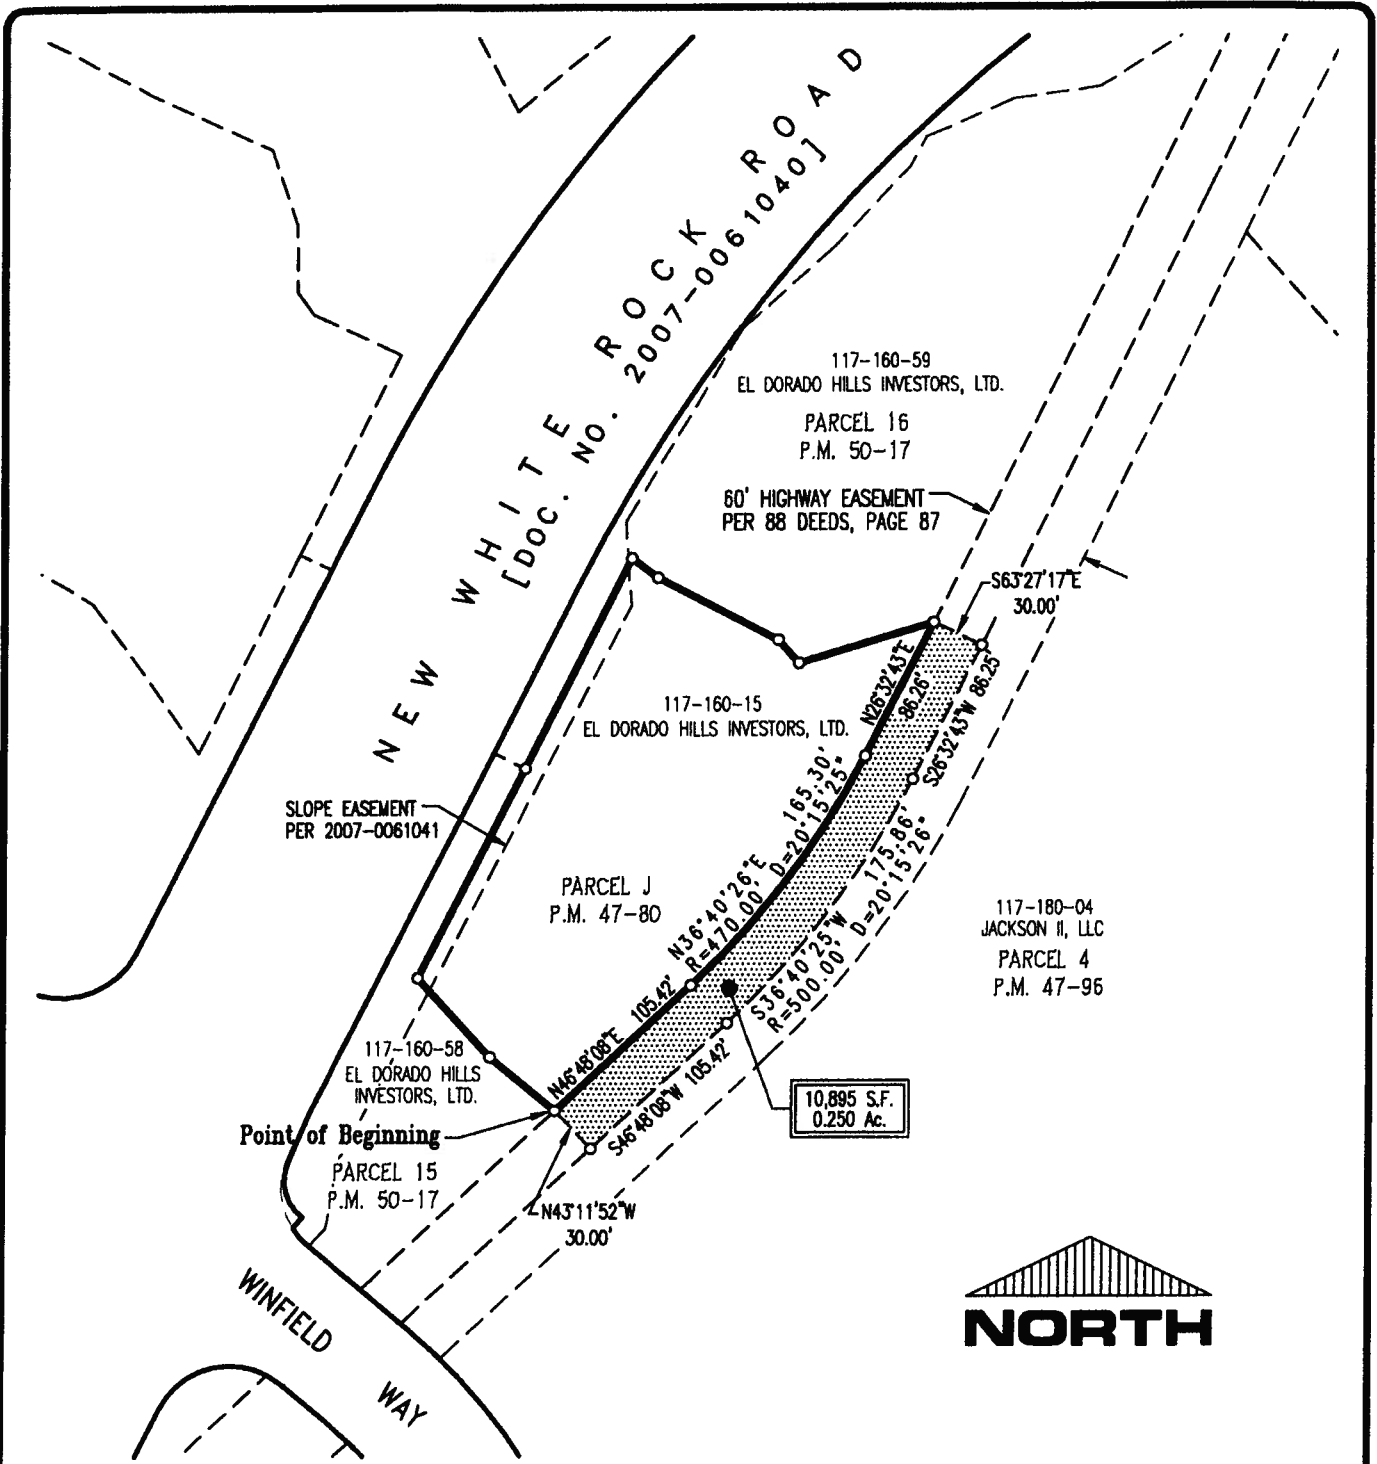 NEW WHITE ROCK ROAD
[DOC. NO. 2007-0061040]
117-160-59
EL DORADO HILLS INVESTORS, LTD.
PARCEL 16
P.M. 50-17
60' HIGHWAY EASEMENT
PER 88 DEEDS, PAGE 87
S63°27'17"E
30.00'
N26°32'43"E
86.26'
S26°32'43"W 86.25'
117-160-15
EL DORADO HILLS INVESTORS, LTD.
SLOPE EASEMENT
PER 2007-0061041
N36°40'26"E 165.30'
R=470.00' D=20°15'25"
PARCEL J
P.M. 47-80
S36°40'25"W 175.86'
R=500.00' D=20°15'26"
117-180-04
JACKSON II, LLC
PARCEL 4
P.M. 47-96
N46°48'08"E 105.42'
S46°48'08"W 105.42'
117-160-58
EL DORADO HILLS
INVESTORS, LTD.
10,895 S.F.
0.250 Ac.
Point of Beginning
PARCEL 15
P.M. 50-17
N43°11'52"W
30.00'
WINFIELD WAY
NORTH